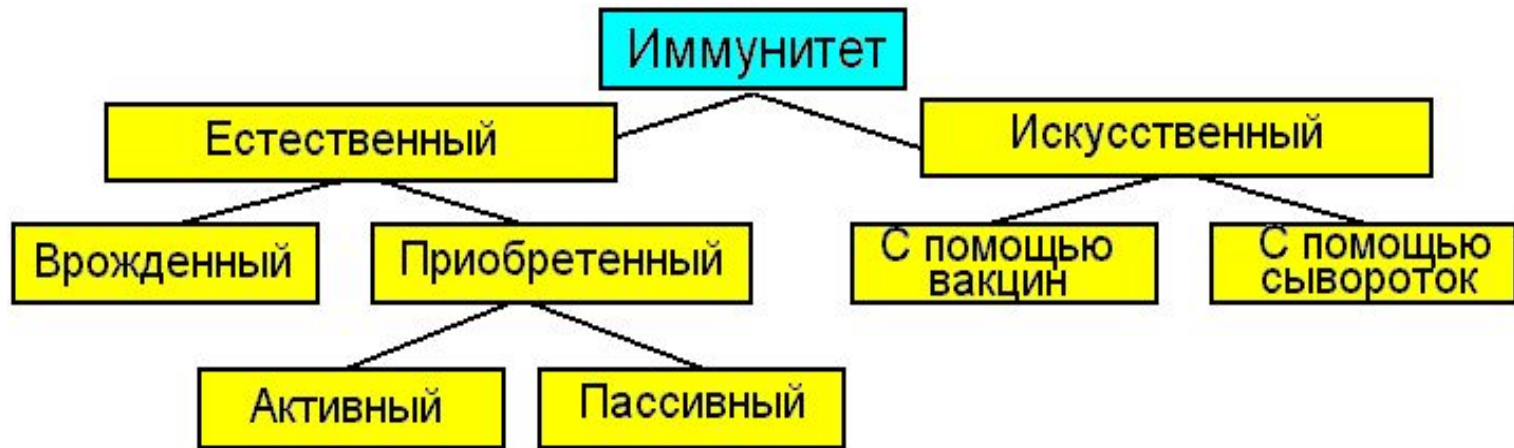 Иммунитет
Естественный
Искусственный
Врожденный
Приобретенный
С помощью
вакцин
С помощью
сывороток
Активный
Пассивный